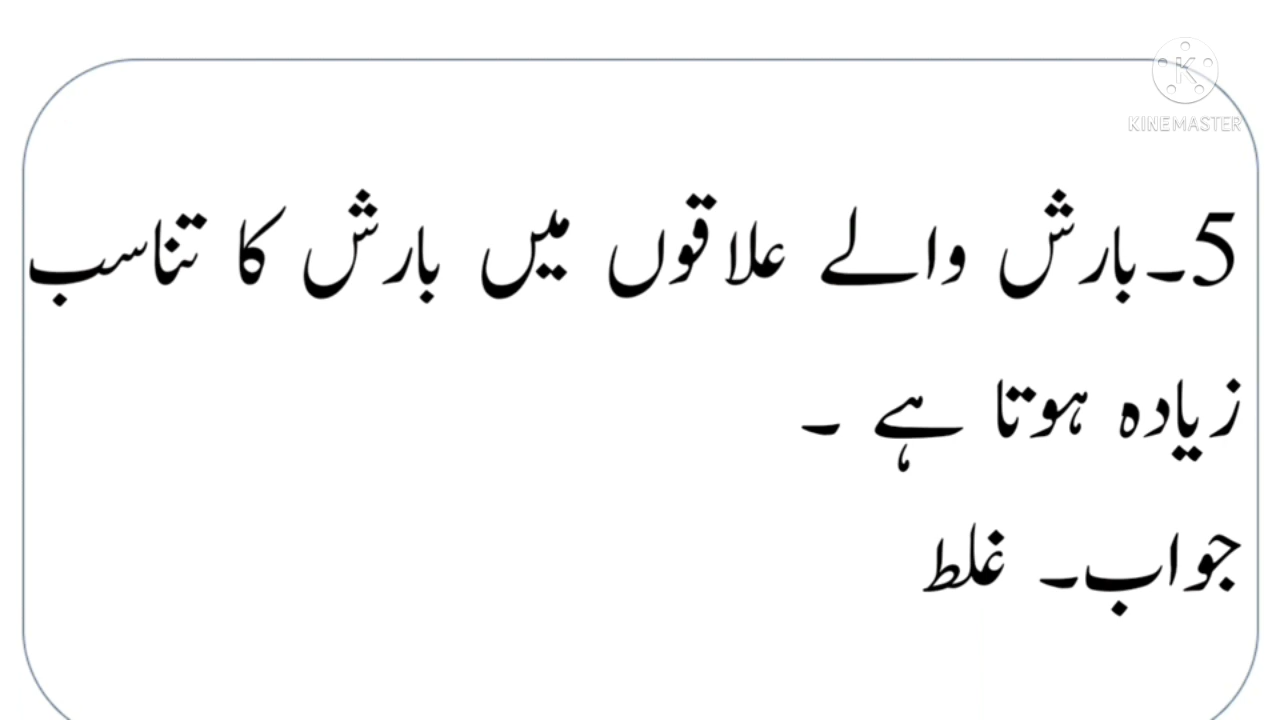 KINEMASTER
5۔بارش والے علاقوں میں بارش کا تناسب
زیادہ ہوتا ہے ۔
جواب۔ غلط